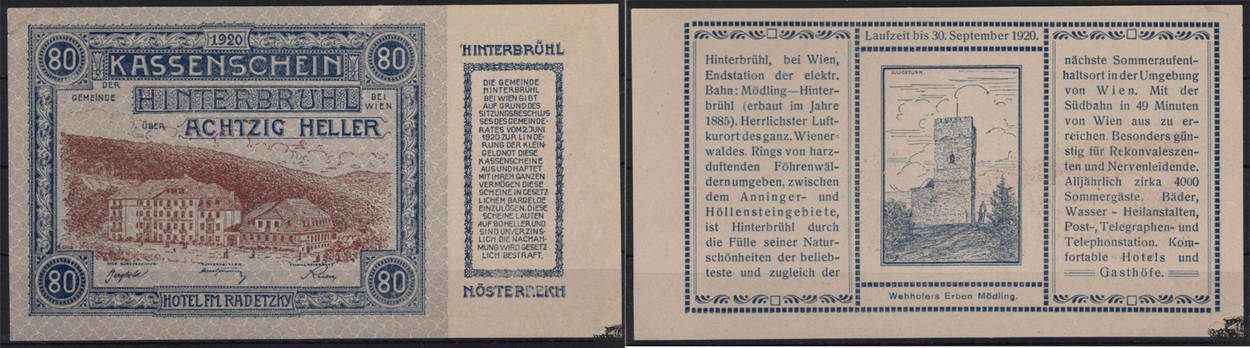 1920
80
80
KASSENSCHEIN
DER
GEMEINDE
HINTERBRÜHL
BEI
WIEN
ÜBER
ACHTZIG HELLER
80
80
HOTEL F.M. RADETZKY
HINTERBRÜHL
DIE GEMEINDE
HINTERBRÜHL
BEI WIEN GIBT
AUF GRUND DES
SITZUNGSBESCHLUS
SES DES GEMEINDE-
RATES VOM 2. JUNI
1920 ZUR LINDE-
RUNG DER KLEIN-
GELDNOT DIESE
KASSENSCHEINE
AUS UND HAFTET
MIT IHREM GANZEN
VERMÖGEN DIESE
SCHEINE IN GESETZ
LICHEM BARGELDE
EINZULÖSEN. DIESE
SCHEINE LAUTEN
AUF 80 HELLER UND
SIND UNVERZINS-
LICH. DIE NACHAH-
MUNG WIRD GESETZ
LICH BESTRAFT.
N.ÖSTERREICH
Laufzeit bis 30. September 1920.
Hinterbrühl, bei Wien,
Endstation der elektr.
Bahn: Mödling—Hinter-
brühl (erbaut im Jahre
1885). Herrlichster Luft-
kurort des ganz. Wiener-
waldes. Rings von harz-
duftenden Föhrenwäl-
dern umgeben, zwischen
dem Anninger- und
Höllensteingebiete,
ist Hinterbrühl durch
die Fülle seiner Natur-
schönheiten der belieb-
teste und zugleich der
nächste Sommeraufent-
haltsort in der Umgebung
von Wien. Mit der
Südbahn in 49 Minuten
von Wien aus zu er-
reichen. Besonders gün-
stig für Rekonvaleszen-
ten und Nervenleidende.
Alljährlich zirka 4000
Sommergäste. Bäder,
Wasser - Heilanstalten,
Post-, Telegraphen- und
Telephonstation. Kom-
fortable Hotels und
Gasthöfe.
Wehhofers Erben Mödling.